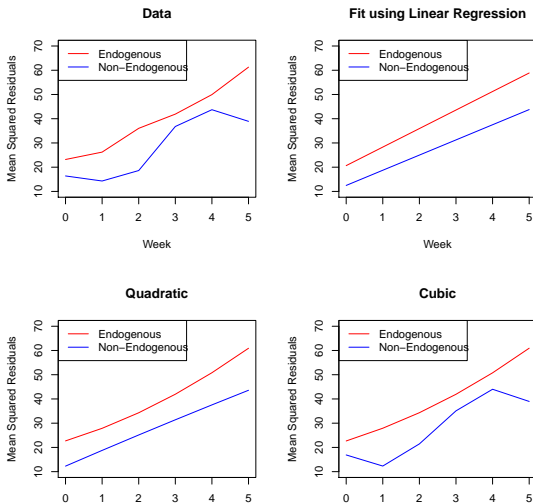 Data
Mean Squared Residuals
70
60
50
40
30
20
10
Endogenous
Non−Endogenous
0 1 2 3 4 5
Week
Fit using Linear Regression
Mean Squared Residuals
70
60
50
40
30
20
10
Endogenous
Non−Endogenous
0 1 2 3 4 5
Week
Quadratic
Mean Squared Residuals
70
60
50
40
30
20
10
Endogenous
Non−Endogenous
0 1 2 3 4 5
Cubic
Mean Squared Residuals
70
60
50
40
30
20
10
Endogenous
Non−Endogenous
0 1 2 3 4 5